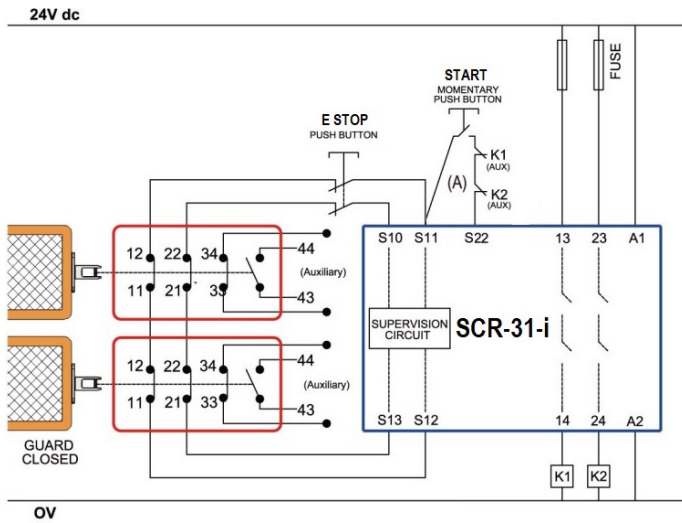 24V dc
START
MOMENTARY
PUSH BUTTON
FUSE
E STOP
PUSH BUTTON
K1
(AUX)
(A)
K2
(AUX)
S10 S11 S22 13 23 A1
12 22 34 44
(Auxiliary)
11 21 33 43
SUPERVISION
CIRCUIT
SCR-31-i
12 22 34 44
(Auxiliary)
11 21 33 43
S13 S12 14 24 A2
GUARD
CLOSED
K1 K2
OV